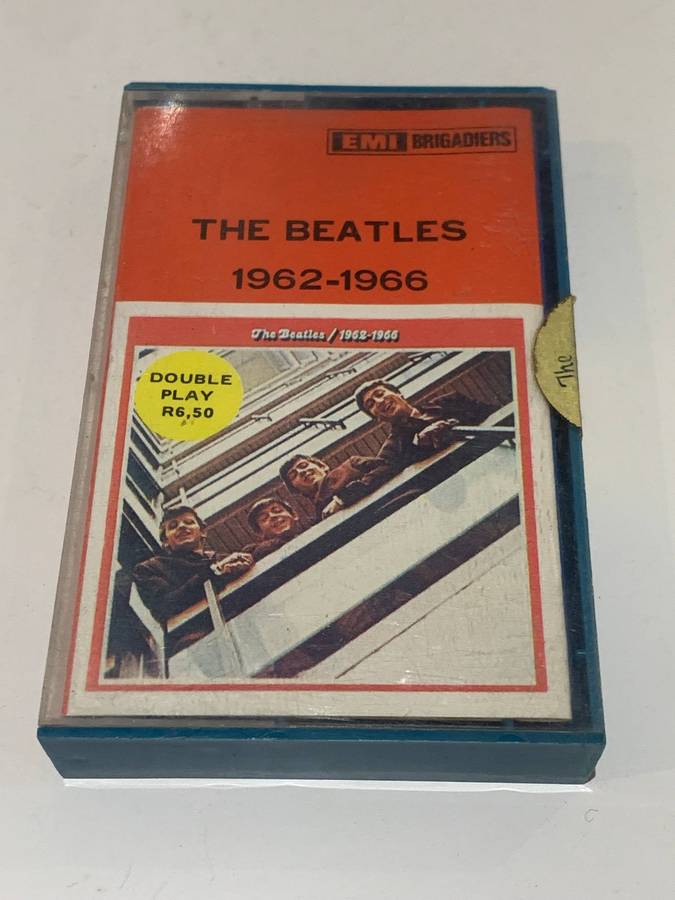 EMI BRIGADIERS
THE BEATLES
1962-1966
The Beatles / 1962-1966
DOUBLE
PLAY
R6,50
The